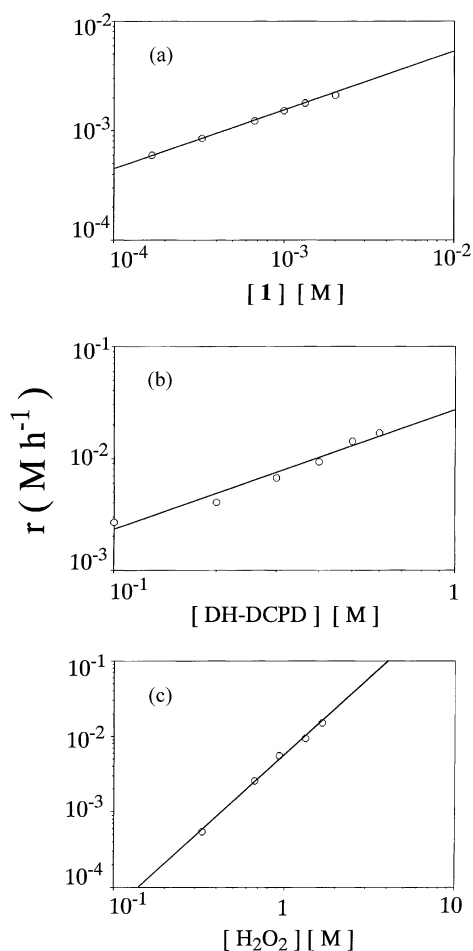 (a)
10⁻²
10⁻³
10⁻⁴
10⁻⁴ 10⁻³ 10⁻²
[ 1 ] [ M ]
r ( M h⁻¹ )
(b)
10⁻¹
10⁻²
10⁻³
10⁻¹ 1
[ DH-DCPD ] [ M ]
(c)
10⁻¹
10⁻²
10⁻³
10⁻⁴
10⁻¹ 1 10
[ H₂O₂ ] [ M ]